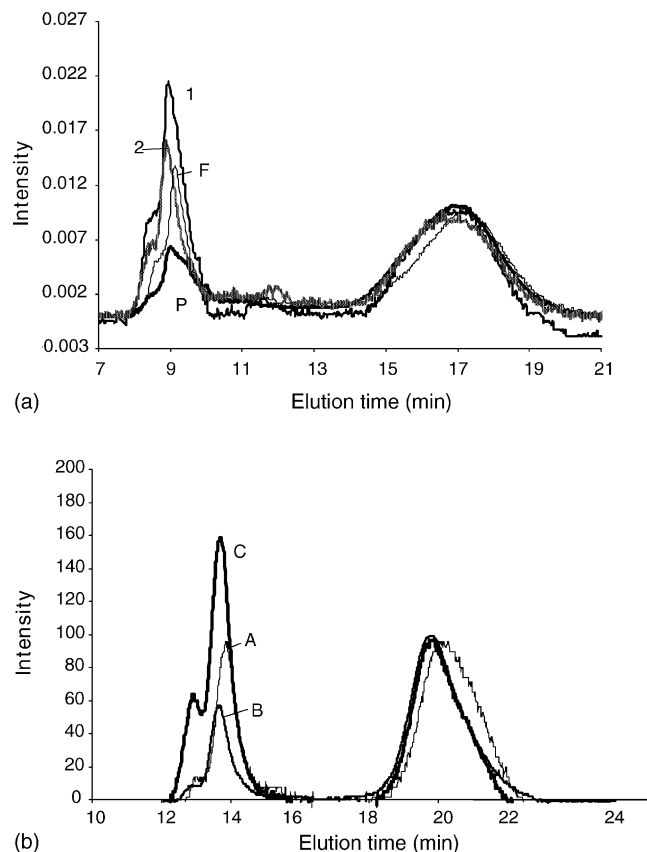 0.027
0.022
0.017
0.012
0.007
0.002
0.003
Intensity
1
2
F
P
7 9 11 13 15 17 19 21
(a)
Elution time (min)
200
180
160
140
120
100
80
60
40
20
0
Intensity
C
A
B
10 12 14 16 18 20 22 24
(b)
Elution time (min)